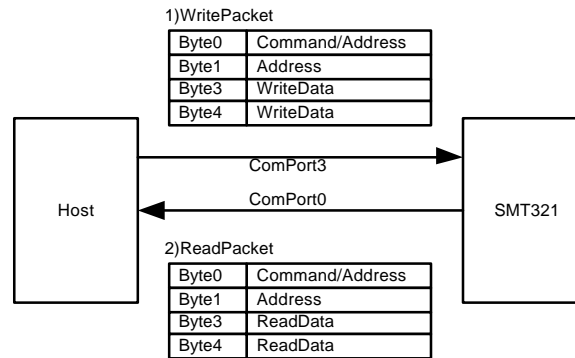 1)WritePacket
Byte0 Command/Address
Byte1 Address
Byte3 WriteData
Byte4 WriteData
Host
ComPort3
ComPort0
SMT321
2)ReadPacket
Byte0 Command/Address
Byte1 Address
Byte3 ReadData
Byte4 ReadData